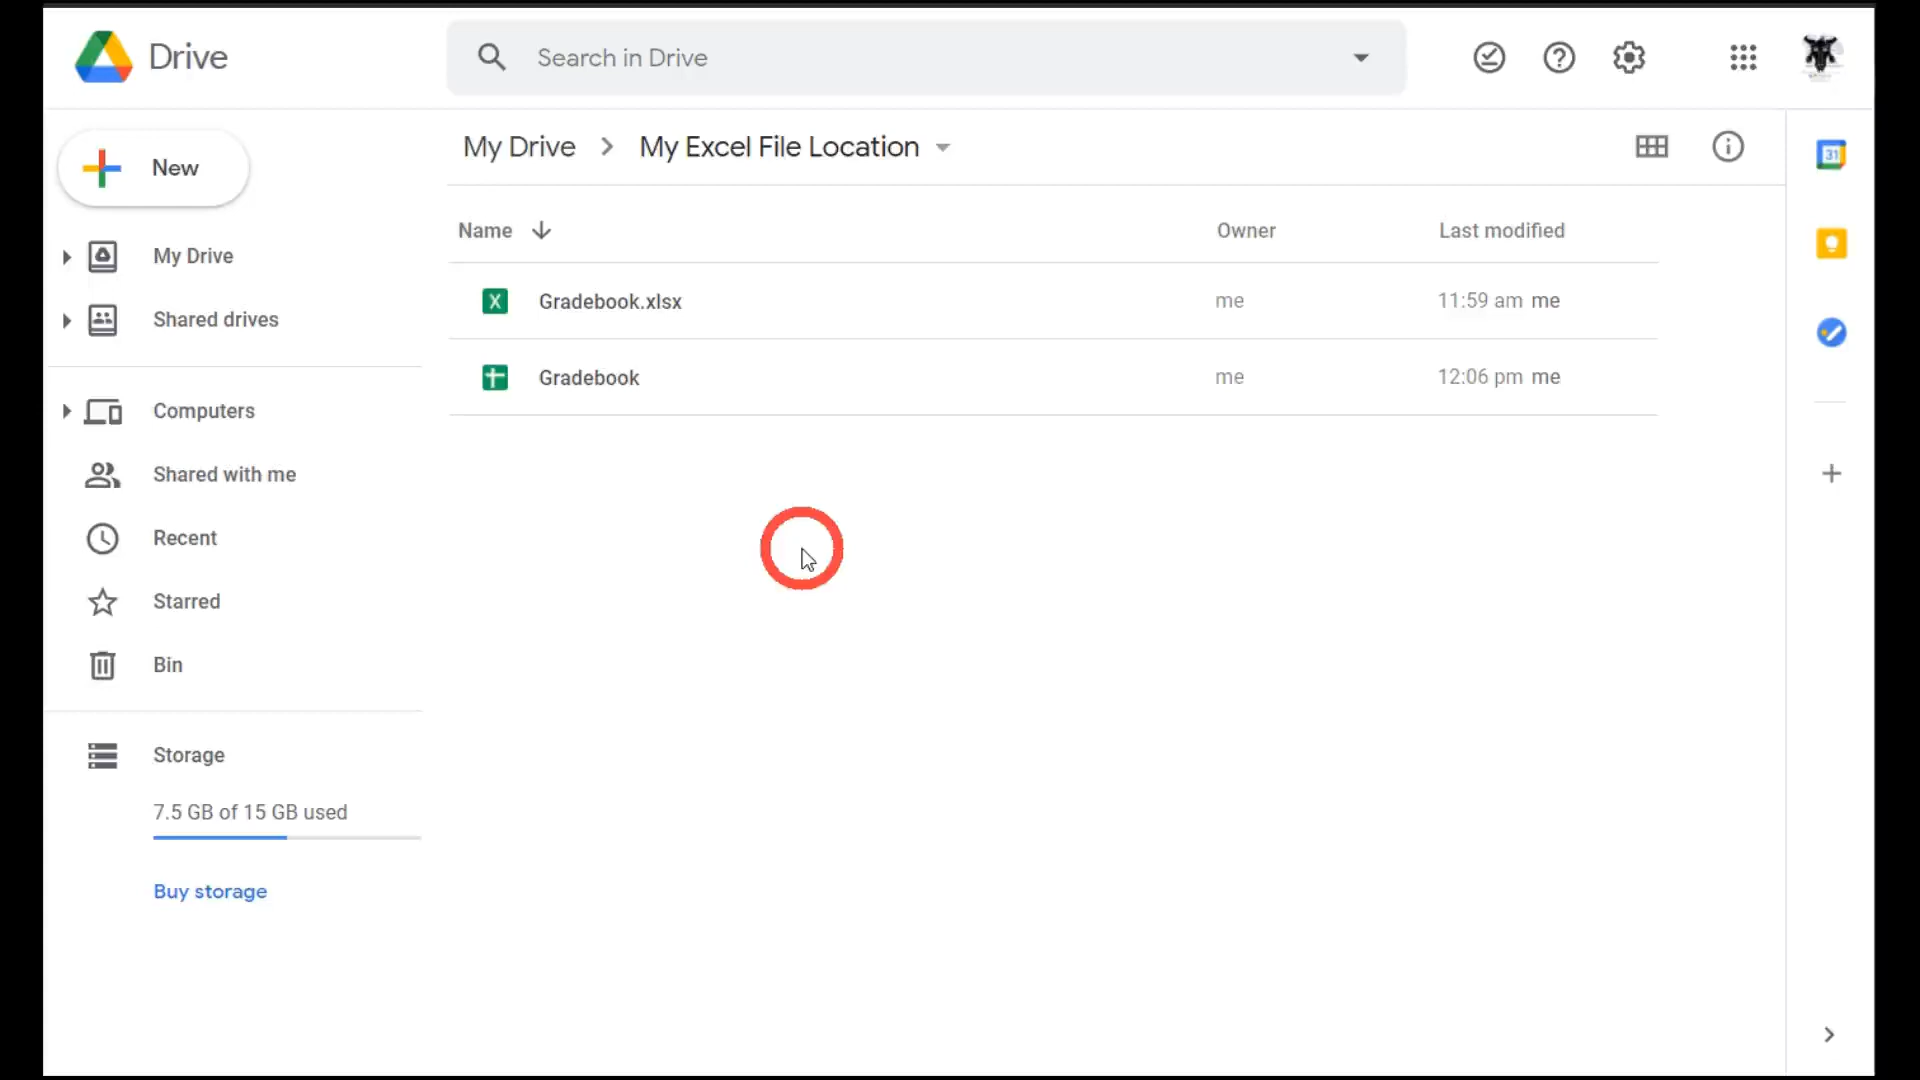 Drive
Search in Drive
New
My Drive
Shared drives
Computers
Shared with me
Recent
Starred
Bin
Storage
7.5 GB of 15 GB used
Buy storage
My Drive > My Excel File Location
Name Owner Last modified
X Gradebook.xlsx me 11:59 am me
Gradebook me 12:06 pm me
31